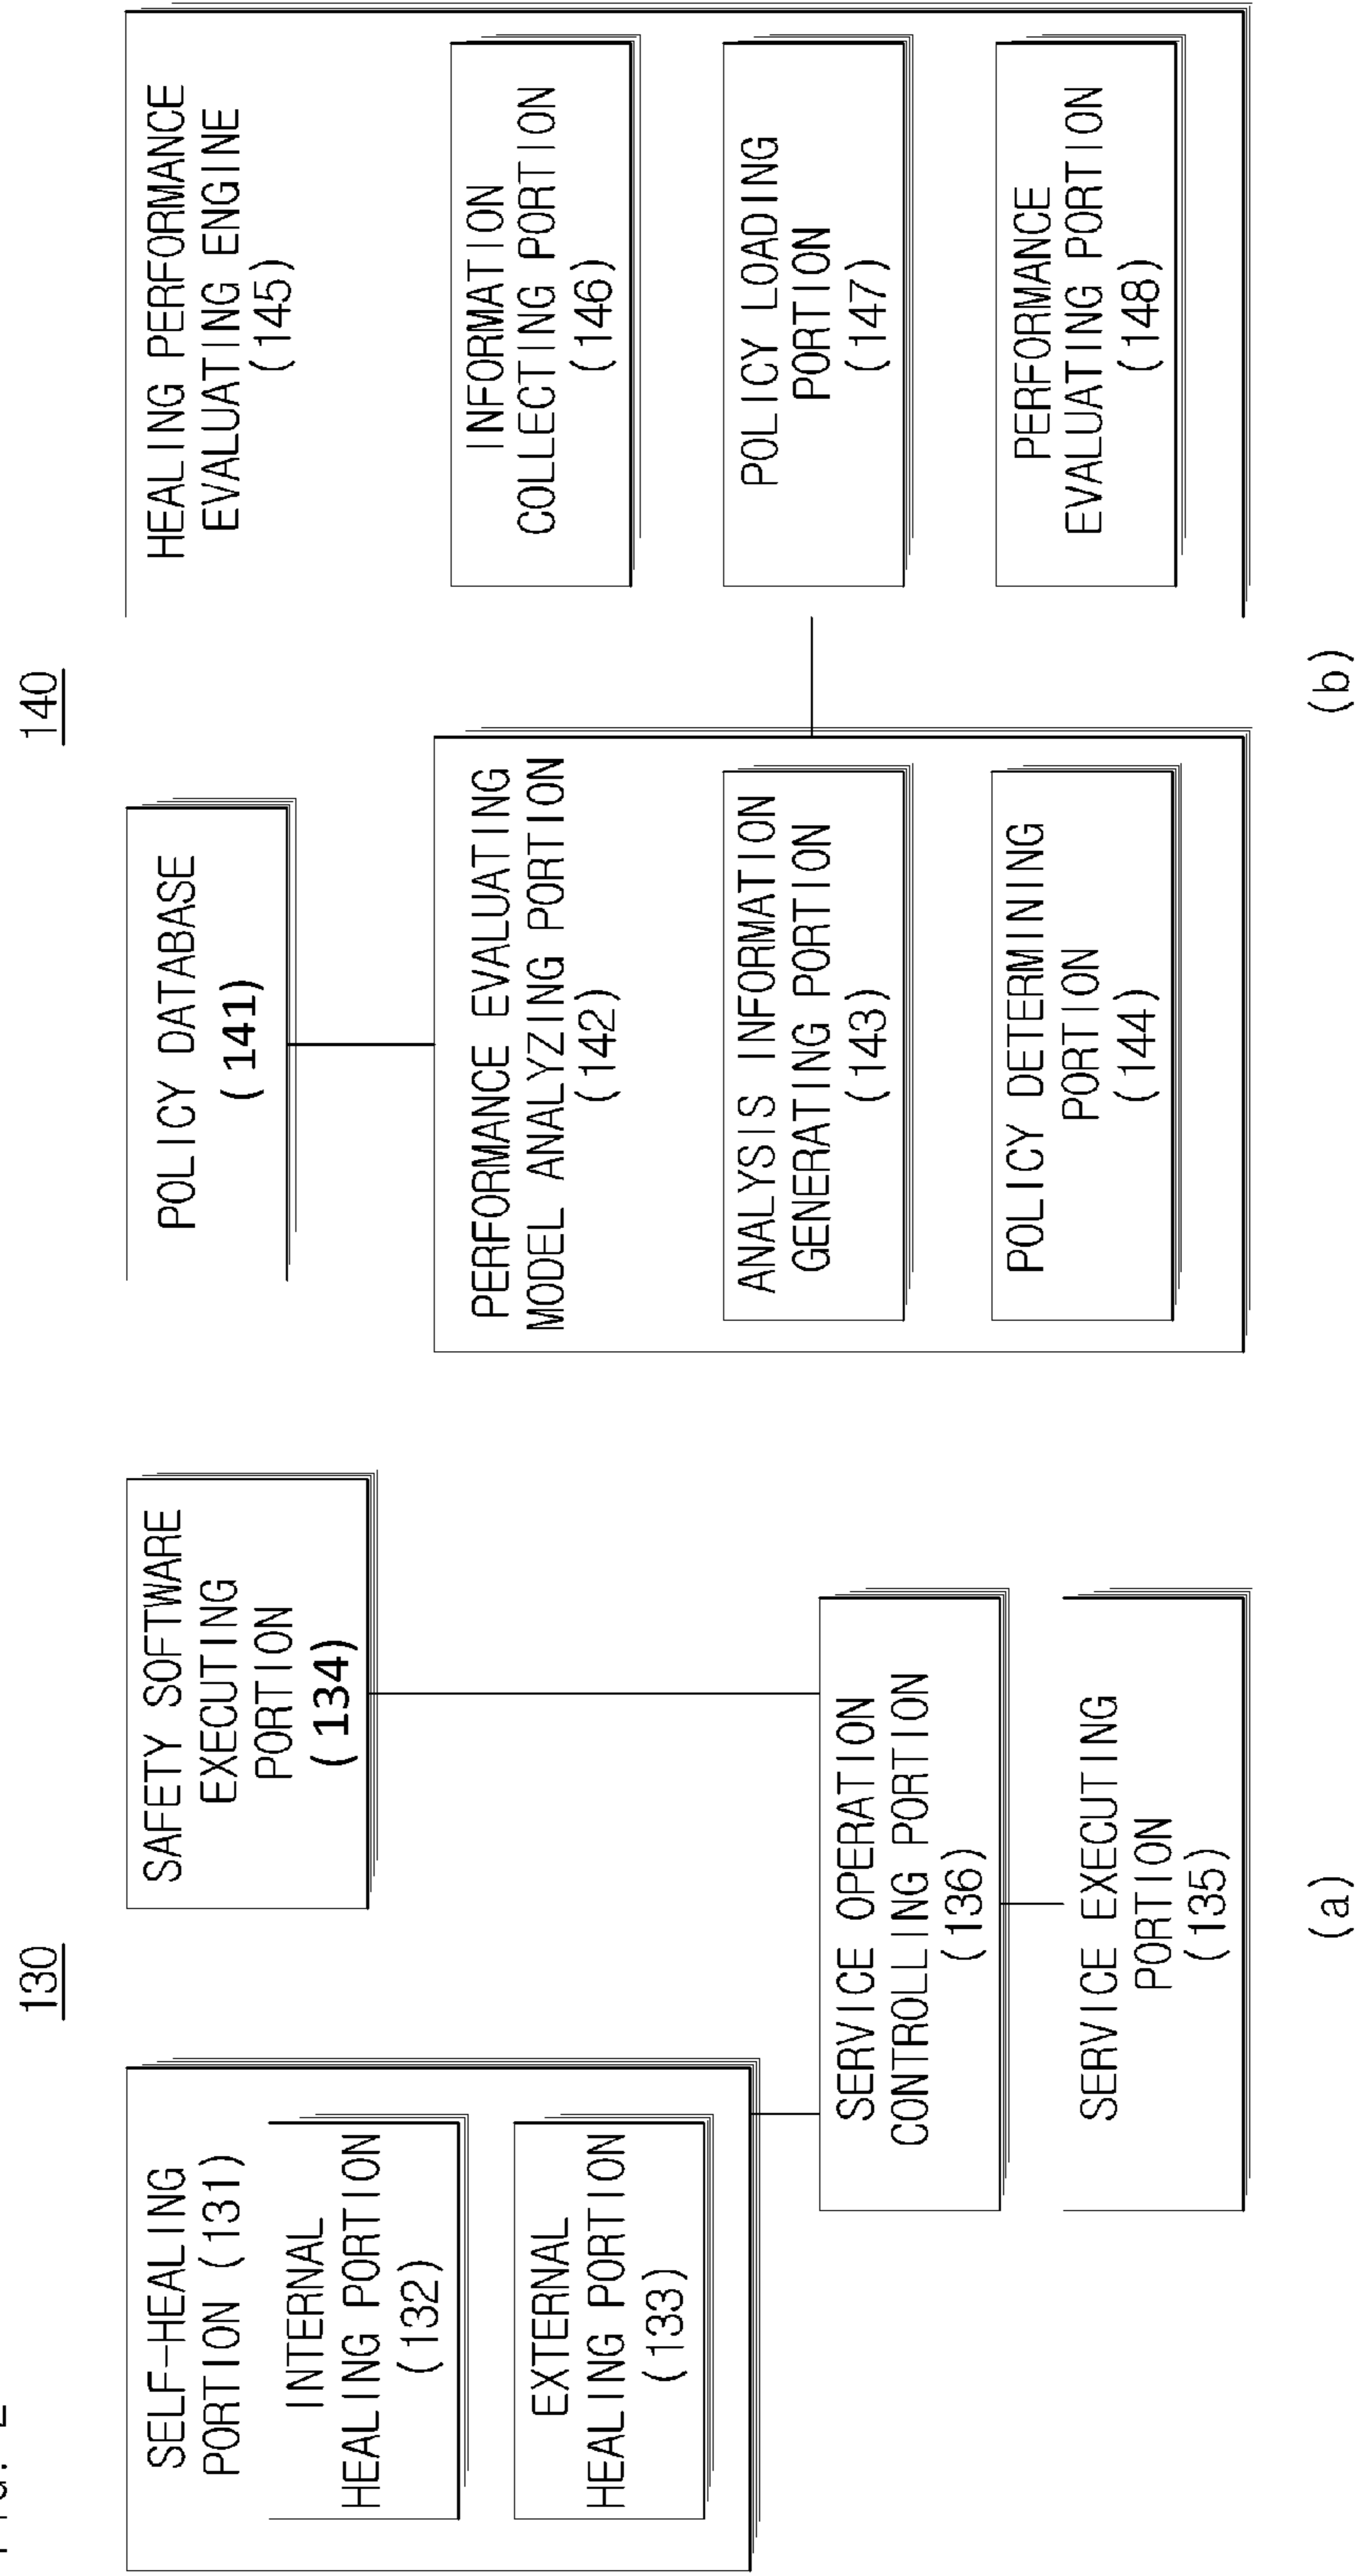 FIG. 2
130
SELF-HEALING
PORTION (131)
INTERNAL
HEALING PORTION
(132)
EXTERNAL
HEALING PORTION
(133)
SAFETY SOFTWARE
EXECUTING
PORTION
(134)
SERVICE OPERATION
CONTROLLING PORTION
(136)
SERVICE EXECUTING
PORTION
(135)
(a)
140
POLICY DATABASE
(141)
PERFORMANCE EVALUATING
MODEL ANALYZING PORTION
(142)
ANALYSIS INFORMATION
GENERATING PORTION
(143)
POLICY DETERMINING
PORTION
(144)
HEALING PERFORMANCE
EVALUATING ENGINE
(145)
INFORMATION
COLLECTING PORTION
(146)
POLICY LOADING
PORTION
(147)
PERFORMANCE
EVALUATING PORTION
(148)
(b)